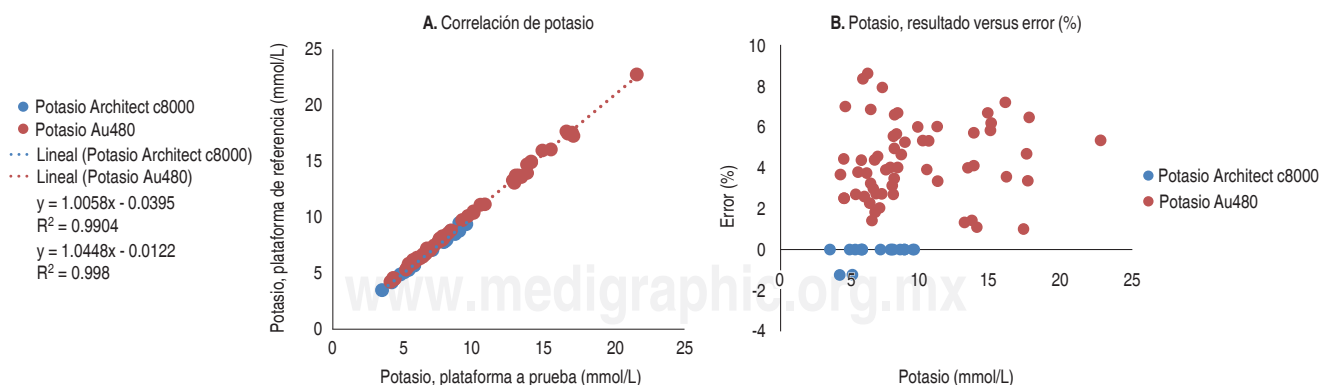 A. Correlación de potasio
Potasio Architect c8000
Potasio Au480
Lineal (Potasio Architect c8000)
Lineal (Potasio Au480)
y = 1.0058x - 0.0395
R² = 0.9904
y = 1.0448x - 0.0122
R² = 0.998
Potasio, plataforma de referencia (mmol/L)
25
20
15
10
5
0
0 5 10 15 20 25
Potasio, plataforma a prueba (mmol/L)
B. Potasio, resultado versus error (%)
Error (%)
10
8
6
4
2
0
-2
-4
0 5 10 15 20 25
Potasio (mmol/L)
Potasio Architect c8000
Potasio Au480
www.medigraphic.org.mx